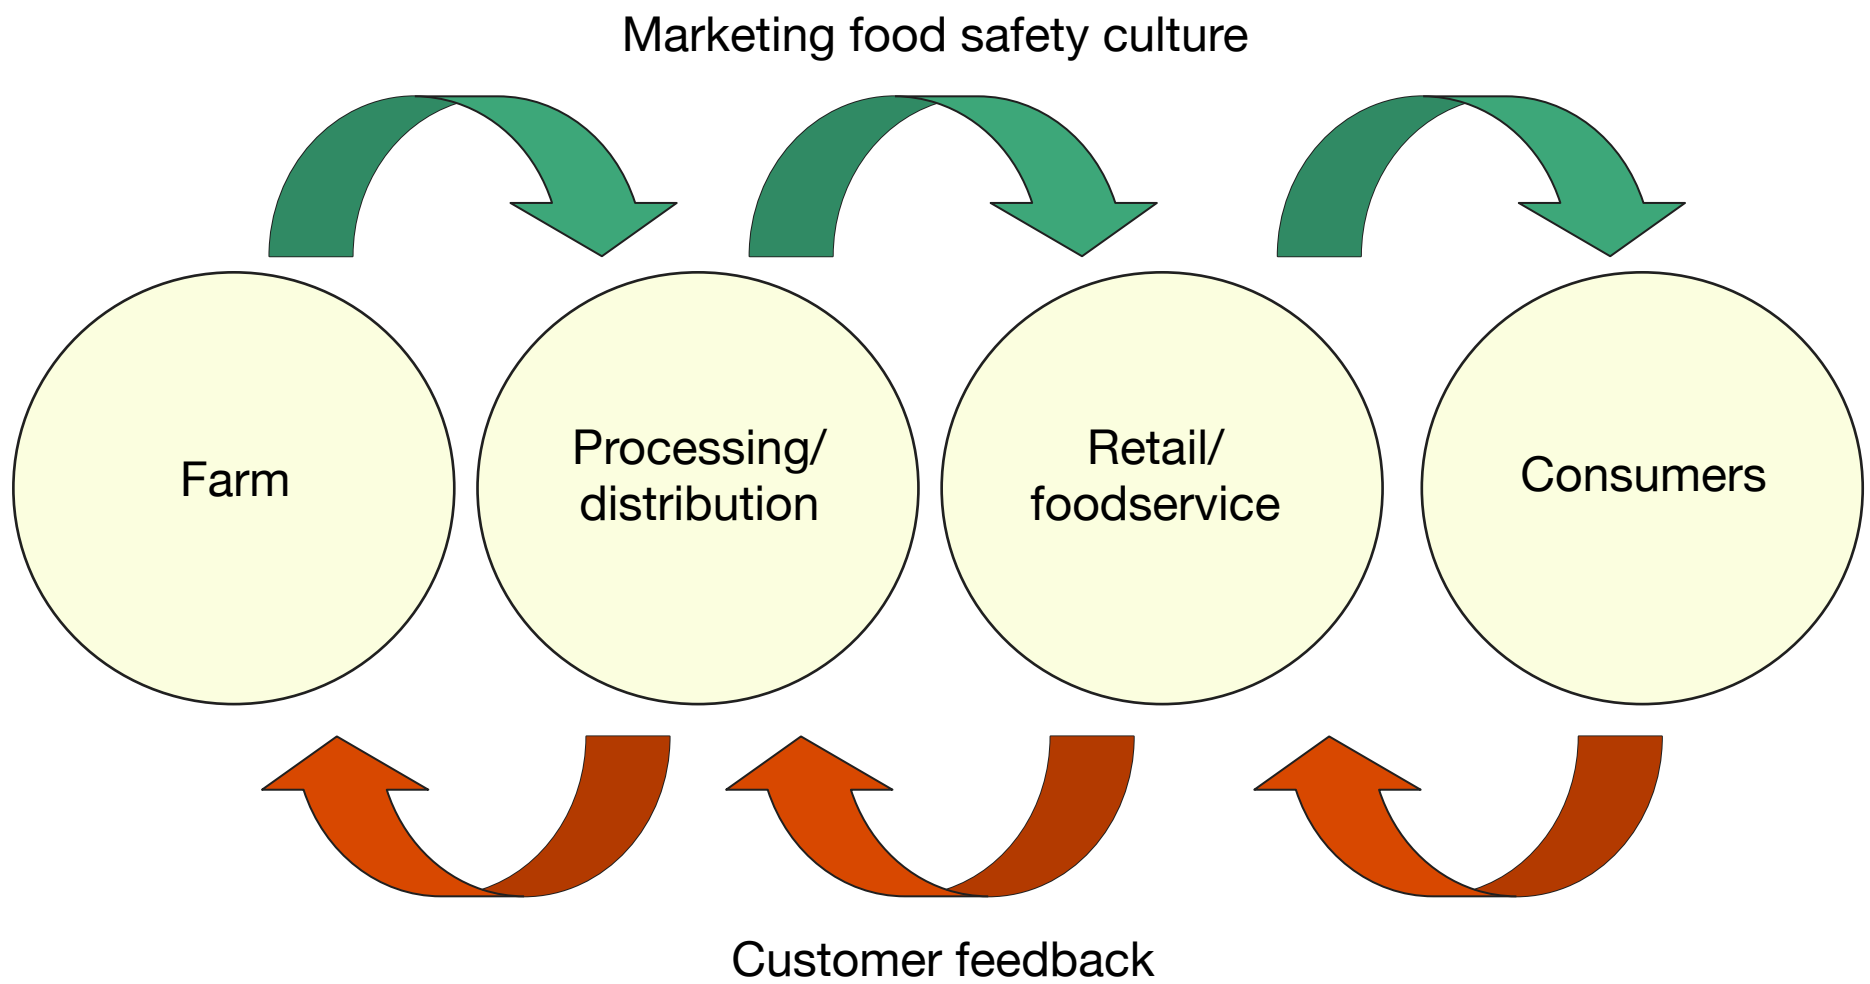 Marketing food safety culture
Farm
Processing/
distribution
Retail/
foodservice
Consumers
Customer feedback